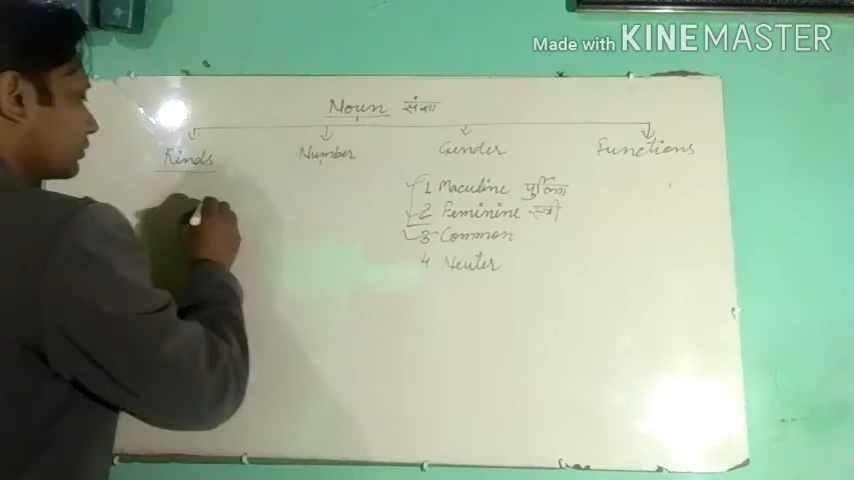 Made with KINEMASTER
Noun संज्ञा
Kinds Number Gender Functions
1 Maculine पुल्लिंग
2 Feminine स्त्री
3 Common
4 Neuter